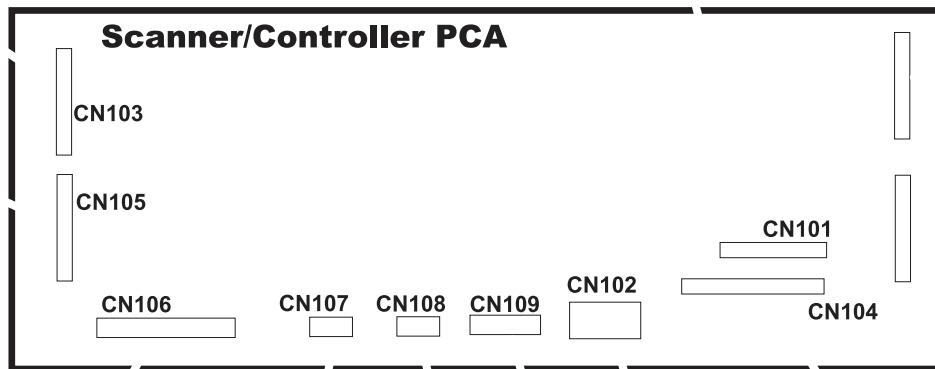 Scanner/Controller PCA
CN103
CN105
CN101
CN102
CN106
CN107
CN108
CN109
CN104